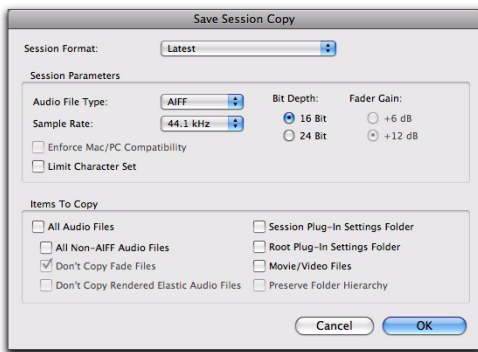 Save Session Copy
Session Format: Latest
Session Parameters
Audio File Type: AIFF
Sample Rate: 44.1 kHz
Enforce Mac/PC Compatibility
Limit Character Set
Bit Depth:
16 Bit
24 Bit
Fader Gain:
+6 dB
+12 dB
Items To Copy
All Audio Files
All Non-AIFF Audio Files
Don't Copy Fade Files
Don't Copy Rendered Elastic Audio Files
Session Plug-In Settings Folder
Root Plug-In Settings Folder
Movie/Video Files
Preserve Folder Hierarchy
Cancel OK